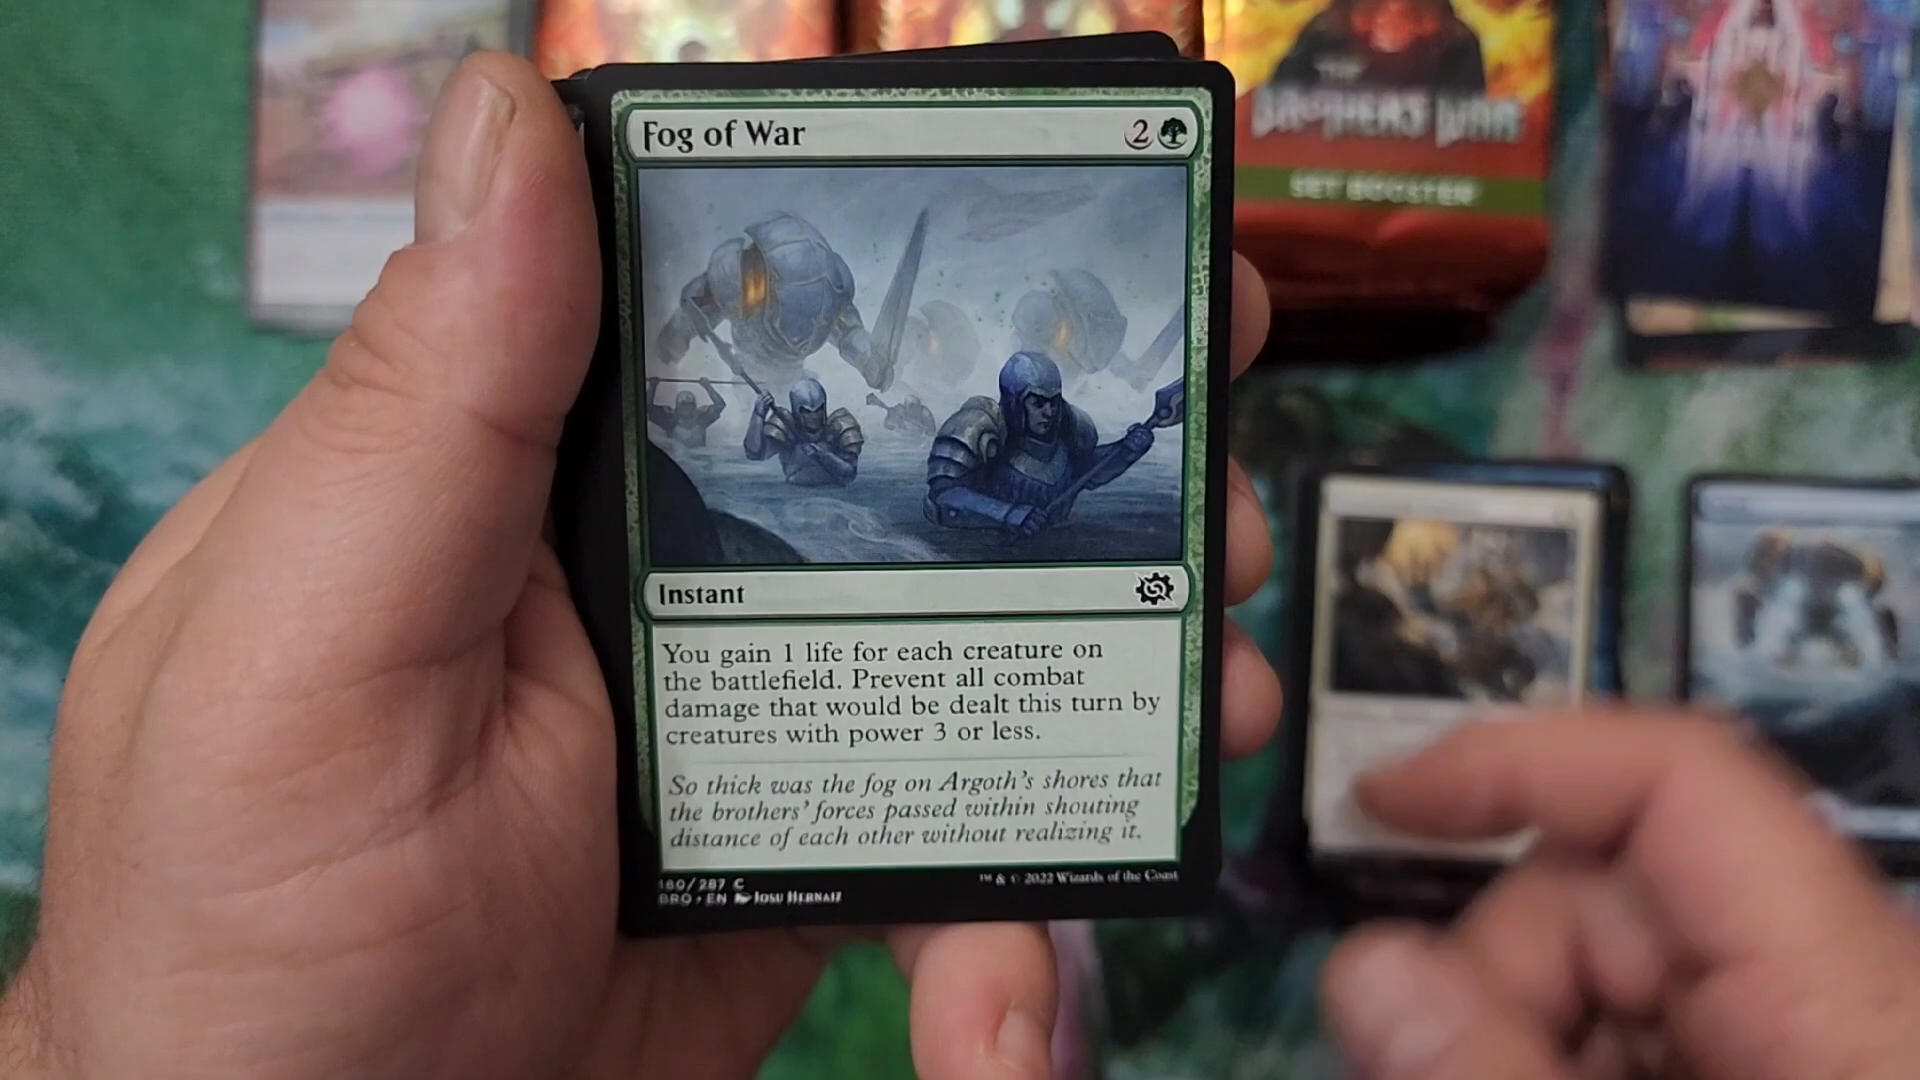 THE
BROTHERS' WAR
SET BOOSTER
Fog of War
2
Instant
You gain 1 life for each creature on
the battlefield. Prevent all combat
damage that would be dealt this turn by
creatures with power 3 or less.
So thick was the fog on Argoth's shores that
the brothers' forces passed within shouting
distance of each other without realizing it.
180/287 C
BRO • EN Josu Hernaiz
™ & © 2022 Wizards of the Coast